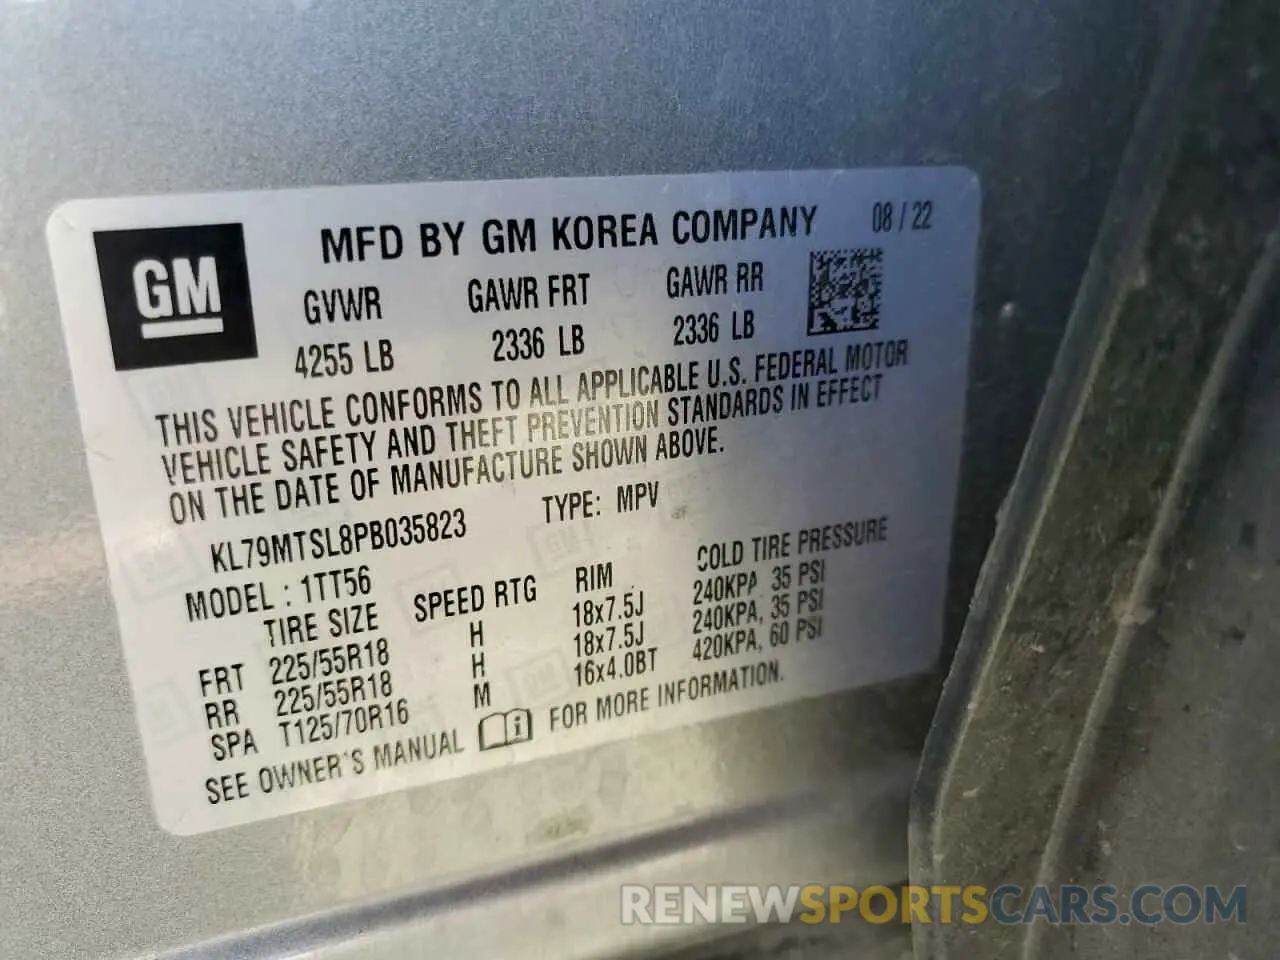 GM
MFD BY GM KOREA COMPANY 08 / 22
GVWR GAWR FRT GAWR RR
4255 LB 2336 LB 2336 LB
THIS VEHICLE CONFORMS TO ALL APPLICABLE U.S. FEDERAL MOTOR
VEHICLE SAFETY AND THEFT PREVENTION STANDARDS IN EFFECT
ON THE DATE OF MANUFACTURE SHOWN ABOVE.
KL79MTSL8PB035823 TYPE: MPV
MODEL : 1TT56
TIRE SIZE SPEED RTG RIM COLD TIRE PRESSURE
FRT 225/55R18 H 18x7.5J 240KPA, 35 PSI
RR 225/55R18 H 18x7.5J 240KPA, 35 PSI
SPA T125/70R16 M 16x4.0BT 420KPA, 60 PSI
SEE OWNER'S MANUAL FOR MORE INFORMATION.
RENEWSPORTSCARS.COM